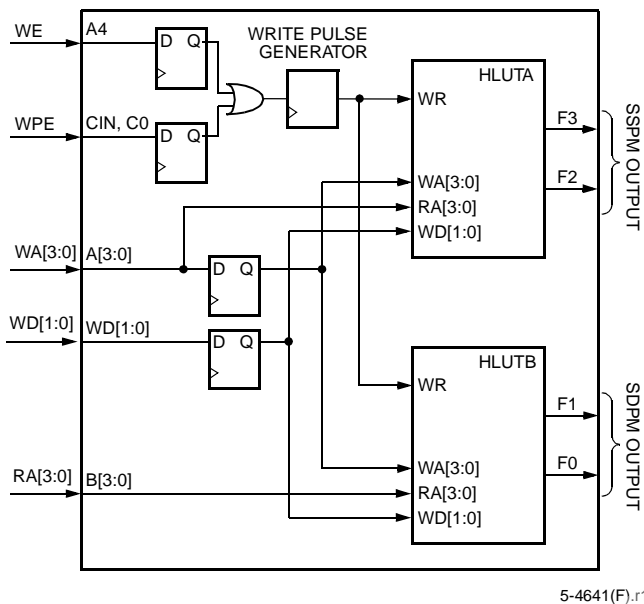 WE
A4
D Q
WRITE PULSE
GENERATOR
WPE
CIN, C0
D Q
HLUTA
WR
WA[3:0]
RA[3:0]
WD[1:0]
F3
F2
SSPM OUTPUT
WA[3:0]
A[3:0]
D Q
WD[1:0]
WD[1:0]
D Q
HLUTB
WR
WA[3:0]
RA[3:0]
WD[1:0]
F1
F0
SDPM OUTPUT
RA[3:0]
B[3:0]